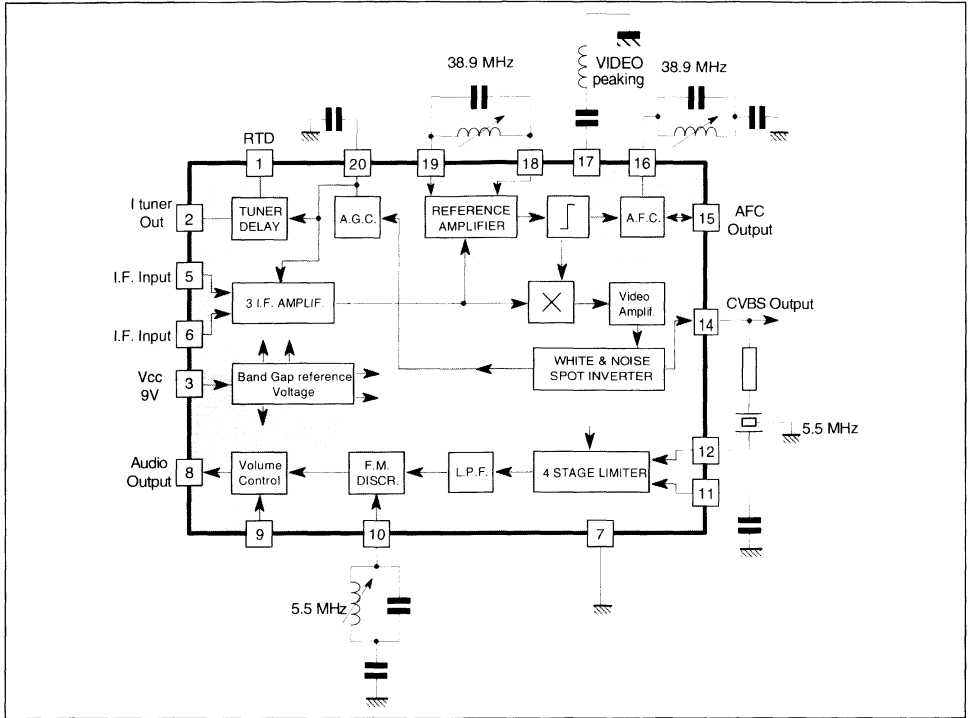 VIDEO
peaking
38.9 MHz
38.9 MHz
RTD
1
20
19
18
17
16
I tuner
Out
2
TUNER
DELAY
A.G.C.
REFERENCE
AMPLIFIER
A.F.C.
15
AFC
Output
I.F. Input
5
3 I.F. AMPLIF.
Video
Amplif.
CVBS Output
14
I.F. Input
6
WHITE & NOISE
SPOT INVERTER
Vcc
9V
3
Band Gap reference
Voltage
5.5 MHz
12
Audio
Output
8
Volume
Control
F.M.
DISCR.
L.P.F.
4 STAGE LIMITER
11
9
10
7
5.5 MHz